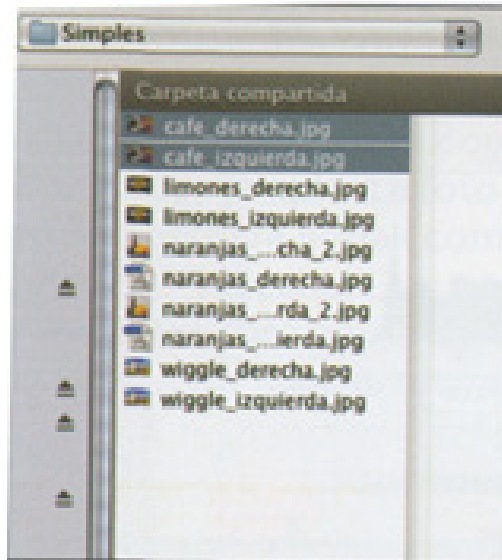 Simples
Carpeta compartida
cafe_derecha.jpg
cafe_izquierda.jpg
limones_derecha.jpg
limones_izquierda.jpg
naranjas_...cha_2.jpg
naranjas_derecha.jpg
naranjas_...rda_2.jpg
naranjas_...ierda.jpg
wiggle_derecha.jpg
wiggle_izquierda.jpg